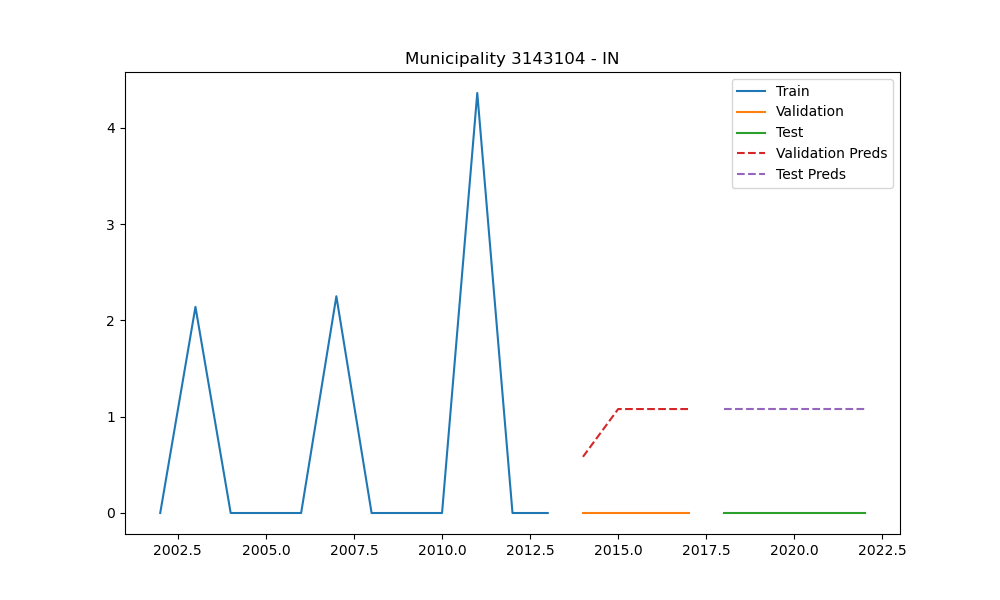 Municipality 3143104 - IN
Train
Validation
Test
Validation Preds
Test Preds
4
3
2
1
0
2002.5 2005.0 2007.5 2010.0 2012.5 2015.0 2017.5 2020.0 2022.5